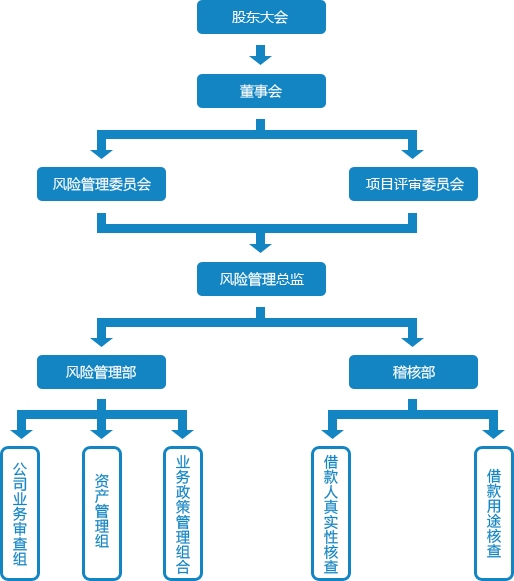 股东大会
董事会
风险管理委员会
项目评审委员会
风险管理总监
风险管理部
稽核部
公司业务审查组
资产管理组
业务政策管理组合
借款人真实性核查
借款用途核查